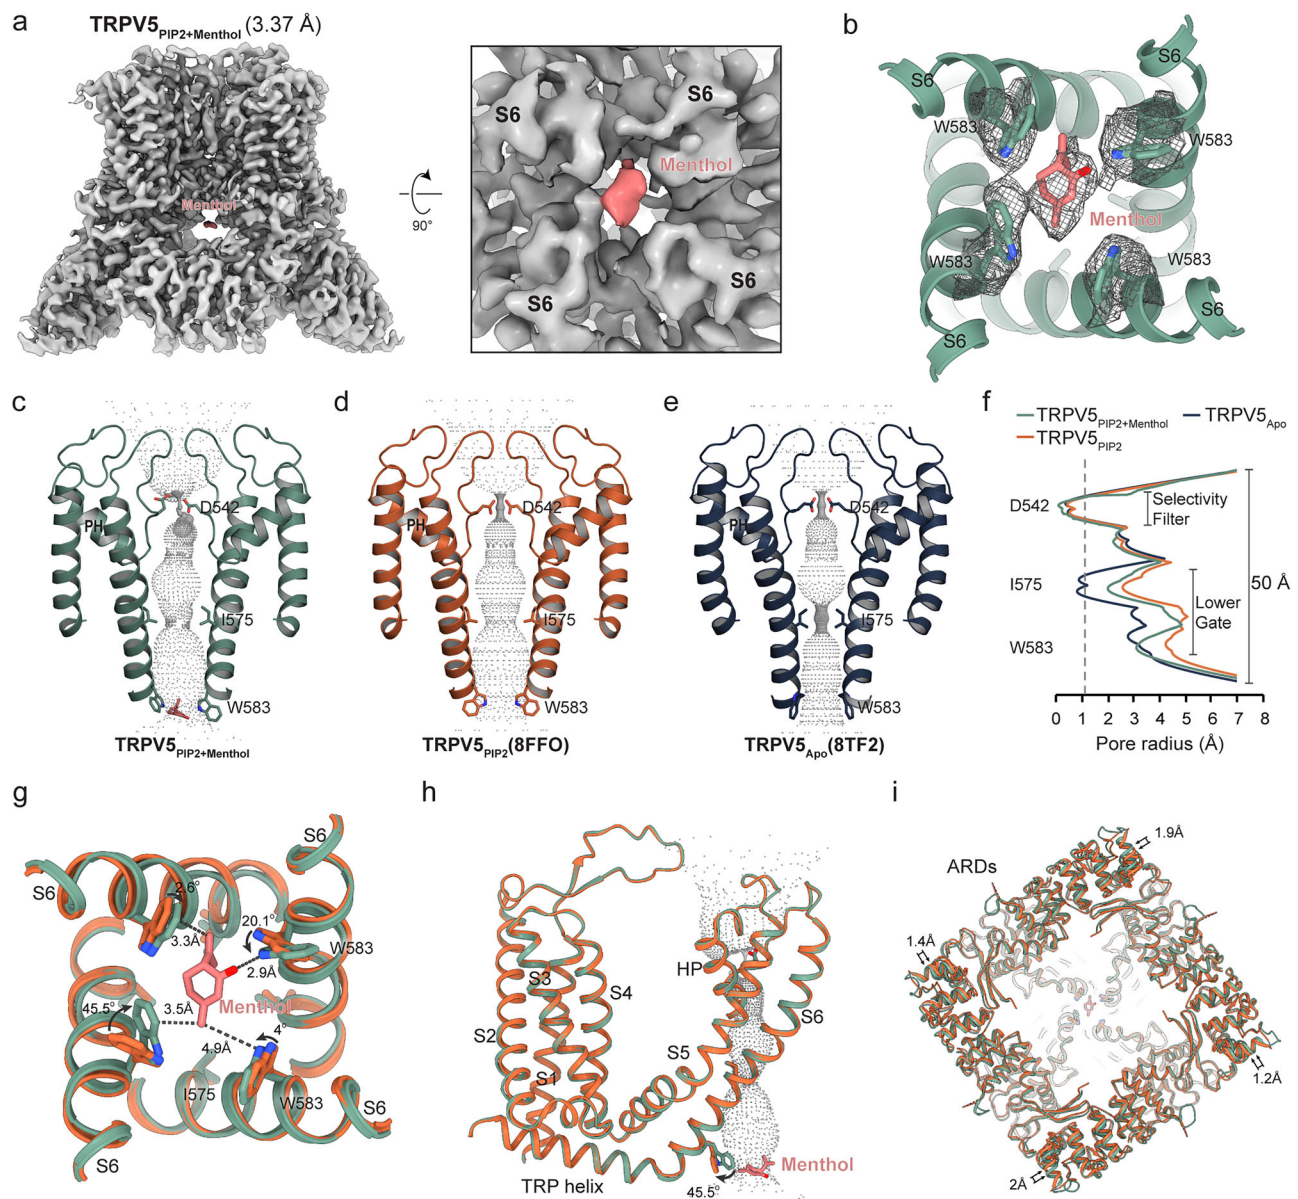 a
TRPV5PIP2+Menthol (3.37 Å)
Menthol
90°
S6
S6
Menthol
S6
S6
b
S6
S6
W583
W583
Menthol
W583
W583
S6
S6
c
D542
PH
I575
W583
TRPV5PIP2+Menthol
d
D542
PH
I575
W583
TRPV5PIP2(8FFO)
e
D542
PH
I575
W583
TRPV5Apo(8TF2)
f
TRPV5PIP2+Menthol
TRPV5Apo
TRPV5PIP2
D542
Selectivity
Filter
I575
50 Å
Lower
Gate
W583
0 1 2 3 4 5 6 7 8
Pore radius (Å)
g
S6
S6
2.6°
20.1°
3.3Å
W583
2.9Å
Menthol
45.5°
3.5Å
4.9Å
4°
I575
W583
S6
S6
h
HP
S3
S4
S6
S2
S5
S1
Menthol
TRP helix
45.5°
i
1.9Å
ARDs
1.4Å
1.2Å
2Å